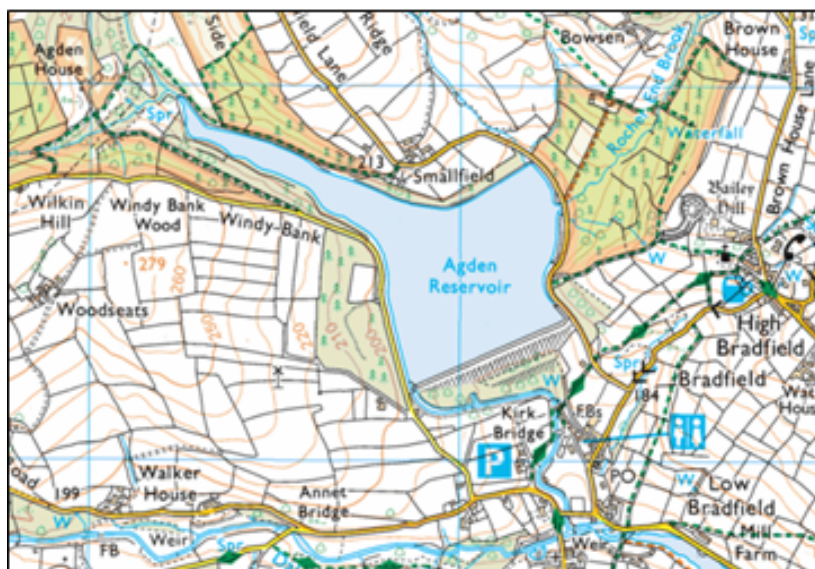 Side
Ridge
field Lane
Bowsen
Brown
House
Agden
House
Spr
Rocher End Brook
Waterfall
Brown House Lane
213
Smallfield
Bailey
Hill
Wilkin
Hill
Windy Bank
Wood
Windy-Bank
W
279
260
250
Agden
Reservoir
W
Woodseats
210
200
220
High
Bradfield
Spr
Bradfield
184
W
Kirk
Bridge
FBs
P
Walker
House
PO
W
Low
Bradfield
oad
199
Annet
Bridge
Mill
Farm
W
FB
Weir
Spr
Weir